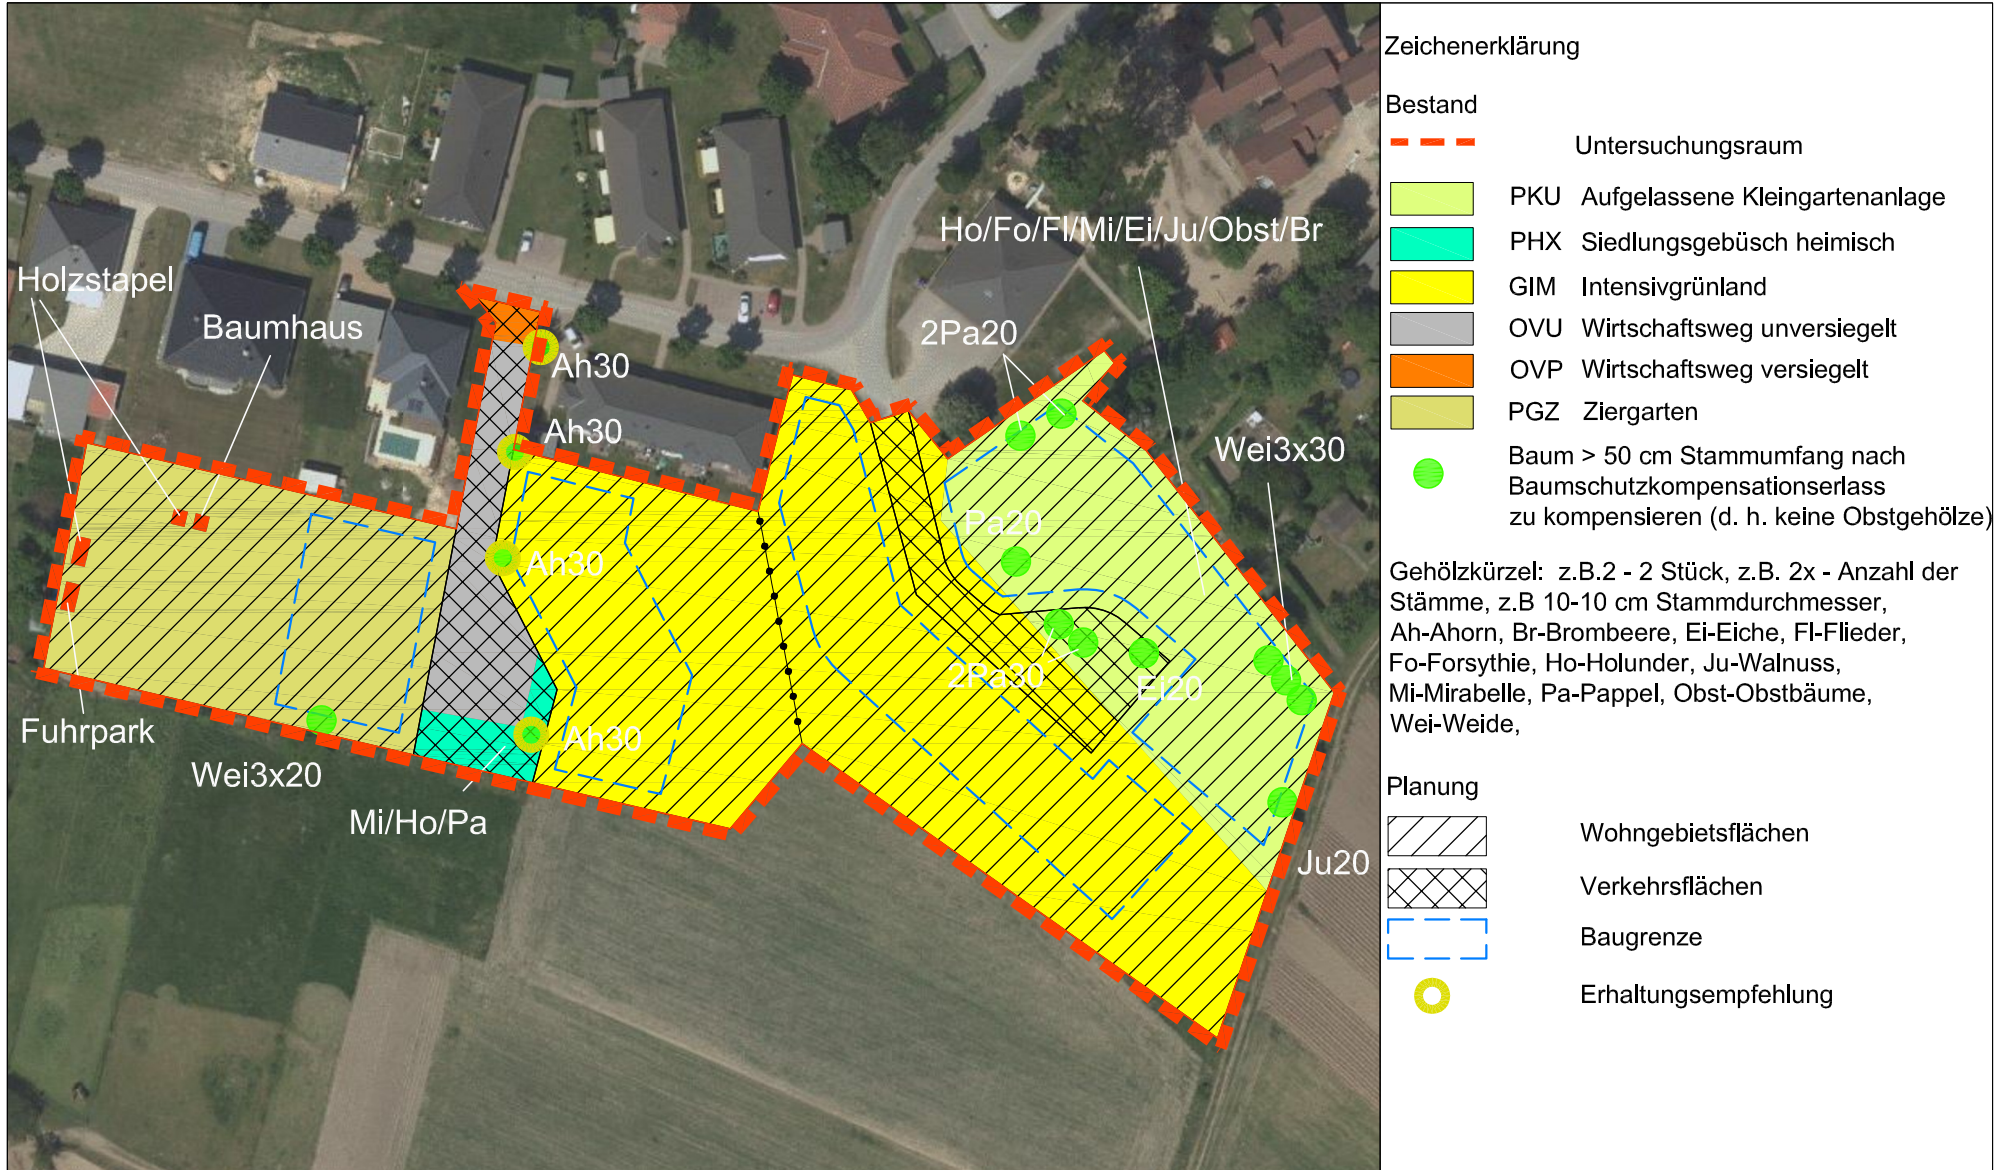 Holzstapel
Baumhaus
Ah30
Ah30
Ah30
Ah30
Ho/Fo/Fl/Mi/Ei/Ju/Obst/Br
2Pa20
Wei3x30
Pa20
2Pa30
Ei20
Ju20
Fuhrpark
Wei3x20
Mi/Ho/Pa
Zeichenerklärung
Bestand
Untersuchungsraum
PKU Aufgelassene Kleingartenanlage
PHX Siedlungsgebüsch heimisch
GIM Intensivgrünland
OVU Wirtschaftsweg unversiegelt
OVP Wirtschaftsweg versiegelt
PGZ Ziergarten
Baum > 50 cm Stammumfang nach
Baumschutzkompensationserlass
zu kompensieren (d. h. keine Obstgehölze)
Gehölzkürzel: z.B.2 - 2 Stück, z.B. 2x - Anzahl der
Stämme, z.B 10-10 cm Stammdurchmesser,
Ah-Ahorn, Br-Brombeere, Ei-Eiche, Fl-Flieder,
Fo-Forsythie, Ho-Holunder, Ju-Walnuss,
Mi-Mirabelle, Pa-Pappel, Obst-Obstbäume,
Wei-Weide,
Planung
Wohngebietsflächen
Verkehrsflächen
Baugrenze
Erhaltungsempfehlung